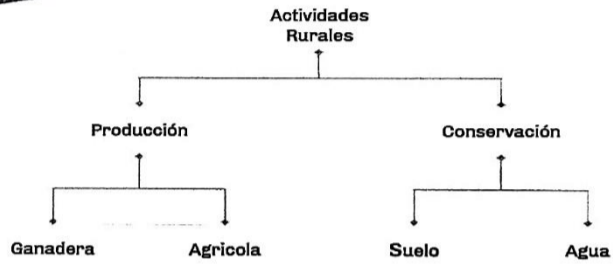 Actividades
Rurales
Producción
Conservación
Ganadera
Agricola
Suelo
Agua